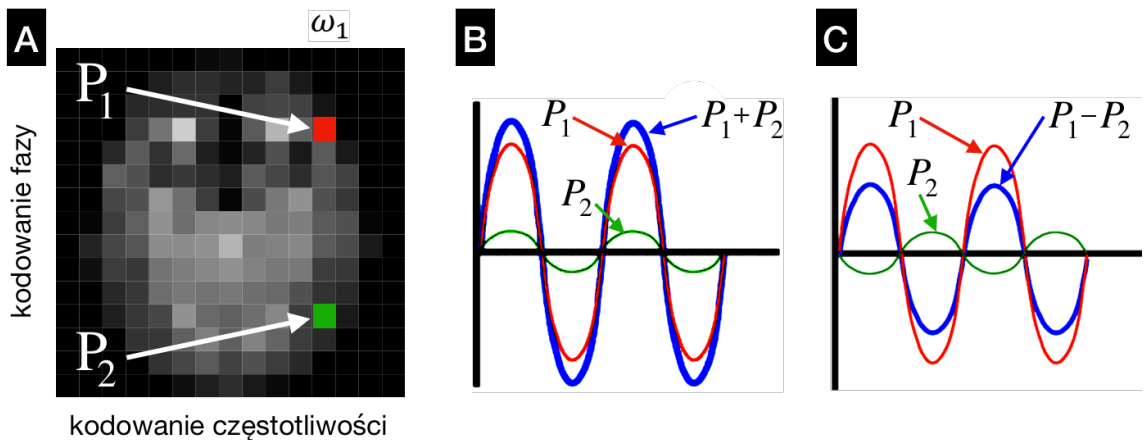 A
ω₁
P₁
P₂
kodowanie fazy
kodowanie częstotliwości
B
P₁
P₁+P₂
P₂
C
P₁
P₁−P₂
P₂